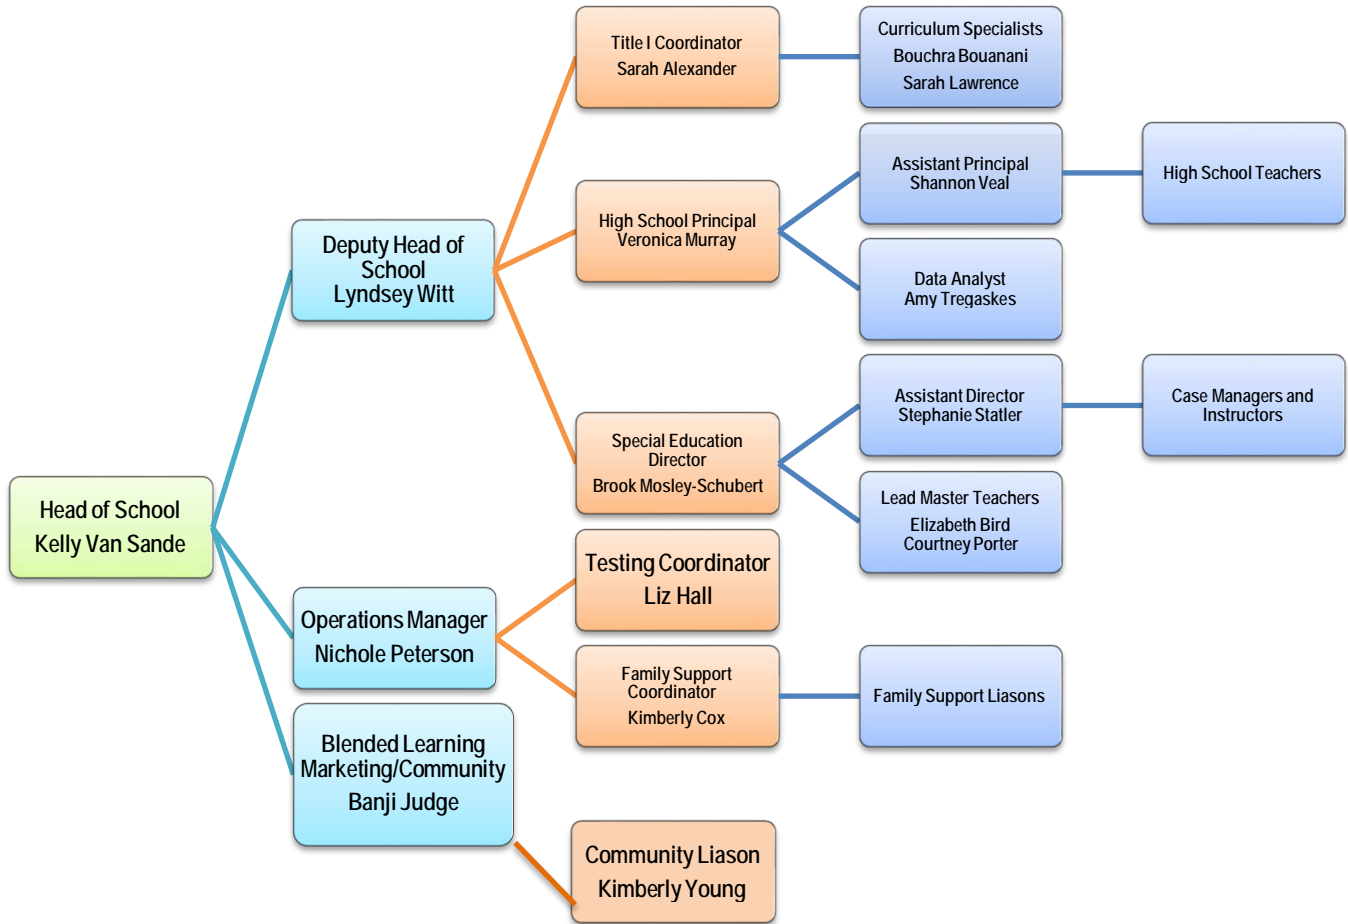 Head of School
Kelly Van Sande
Deputy Head of
School
Lyndsey Witt
Title I Coordinator
Sarah Alexander
Curriculum Specialists
Bouchra Bouanani
Sarah Lawrence
High School Principal
Veronica Murray
Assistant Principal
Shannon Veal
High School Teachers
Data Analyst
Amy Tregaskes
Special Education
Director
Brook Mosley-Schubert
Assistant Director
Stephanie Statler
Case Managers and
Instructors
Lead Master Teachers
Elizabeth Bird
Courtney Porter
Operations Manager
Nichole Peterson
Testing Coordinator
Liz Hall
Family Support
Coordinator
Kimberly Cox
Family Support Liasons
Blended Learning
Marketing/Community
Banji Judge
Community Liason
Kimberly Young